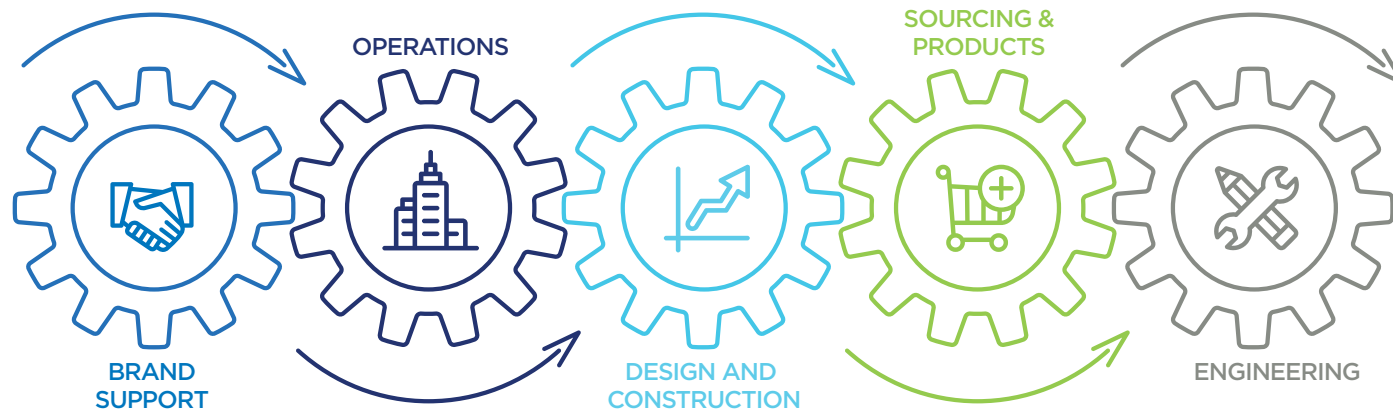 BRAND
SUPPORT
OPERATIONS
DESIGN AND
CONSTRUCTION
SOURCING &
PRODUCTS
ENGINEERING